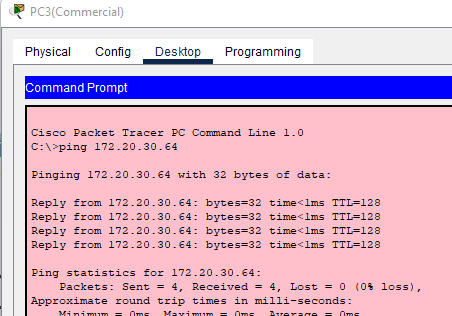 PC3(Commercial)
Physical Config Desktop Programming
Command Prompt
Cisco Packet Tracer PC Command Line 1.0
C:\>ping 172.20.30.64
Pinging 172.20.30.64 with 32 bytes of data:
Reply from 172.20.30.64: bytes=32 time<1ms TTL=128
Reply from 172.20.30.64: bytes=32 time<1ms TTL=128
Reply from 172.20.30.64: bytes=32 time<1ms TTL=128
Reply from 172.20.30.64: bytes=32 time<1ms TTL=128
Ping statistics for 172.20.30.64:
Packets: Sent = 4, Received = 4, Lost = 0 (0% loss),
Approximate round trip times in milli-seconds:
Minimum = 0ms, Maximum = 0ms, Average = 0ms